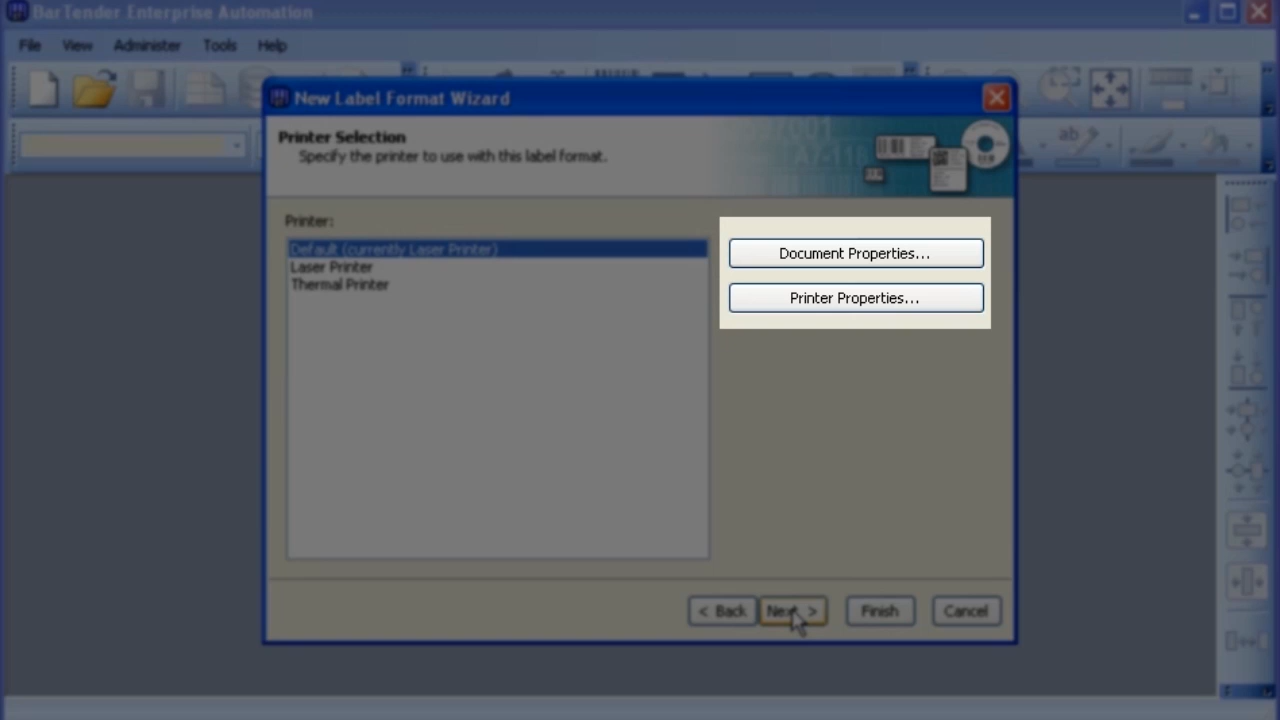 BarTender Enterprise Automation
File View Administer Tools Help
New Label Format Wizard
Printer Selection
Specify the printer to use with this label format.
Printer:
Default (currently Laser Printer)
Laser Printer
Thermal Printer
Document Properties...
Printer Properties...
< Back Next > Finish Cancel